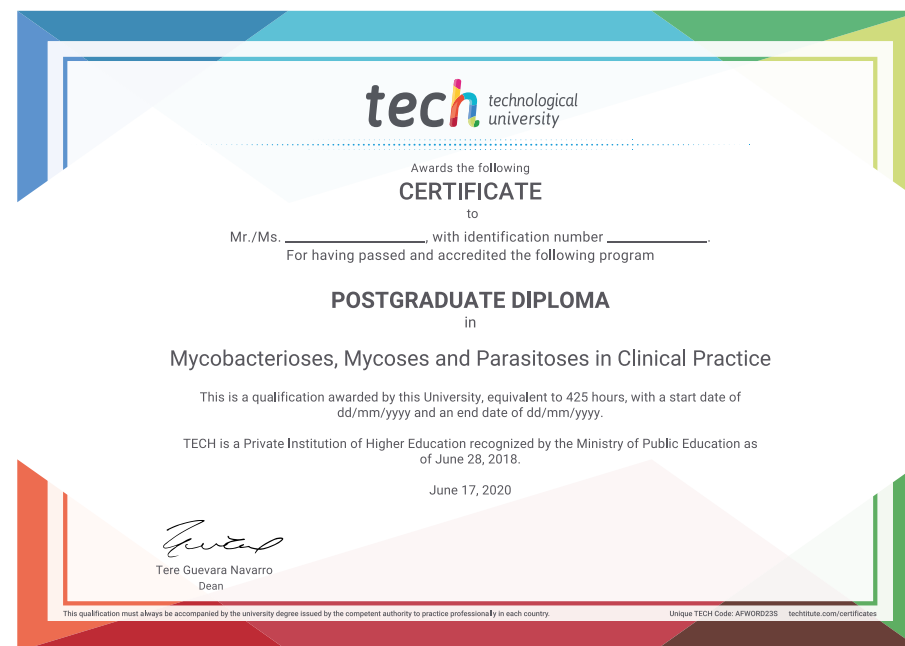 tech technological
university
Awards the following
CERTIFICATE
to
Mr./Ms. ____________________, with identification number ______________.
For having passed and accredited the following program
POSTGRADUATE DIPLOMA
in
Mycobacterioses, Mycoses and Parasitoses in Clinical Practice
This is a qualification awarded by this University, equivalent to 425 hours, with a start date of
dd/mm/yyyy and an end date of dd/mm/yyyy.
TECH is a Private Institution of Higher Education recognized by the Ministry of Public Education as
of June 28, 2018.
June 17, 2020
Tere Guevara Navarro
Dean
This qualification must always be accompanied by the university degree issued by the competent authority to practice professionally in each country. Unique TECH Code: AFWORD23S techtitute.com/certificates